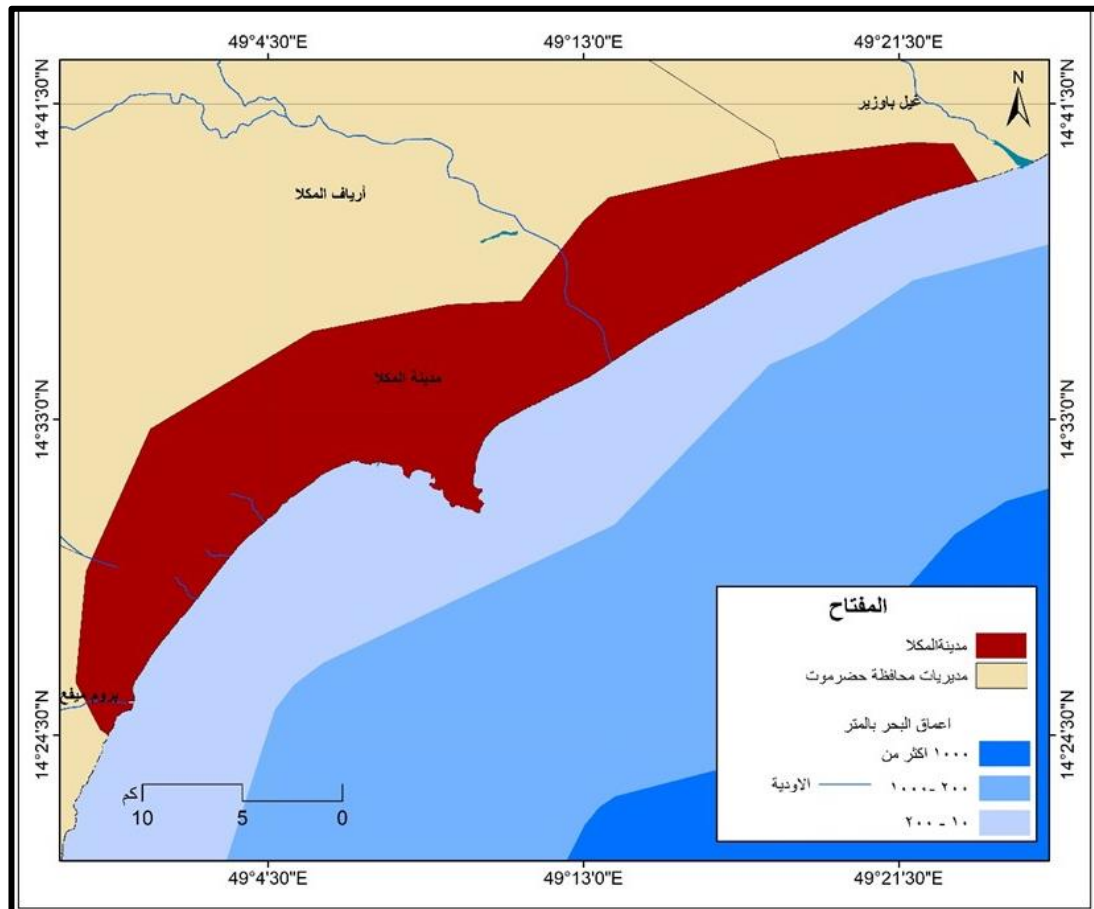 49°4'30"E 49°13'0"E 49°21'30"E
N
14°41'30"N
14°41'30"N
غيل باوزير
أرياف المكلا
مدينة المكلا
14°33'0"N
14°33'0"N
بروم ميفع
14°24'30"N
14°24'30"N
كم
10 5 0
المفتاح
مدينةالمكلا
مديريات محافظة حضرموت
اعماق البحر بالمتر
١٠٠٠ اكثر من
٢٠٠ -١٠٠٠
الاودية
١٠ - ٢٠٠
49°4'30"E 49°13'0"E 49°21'30"E